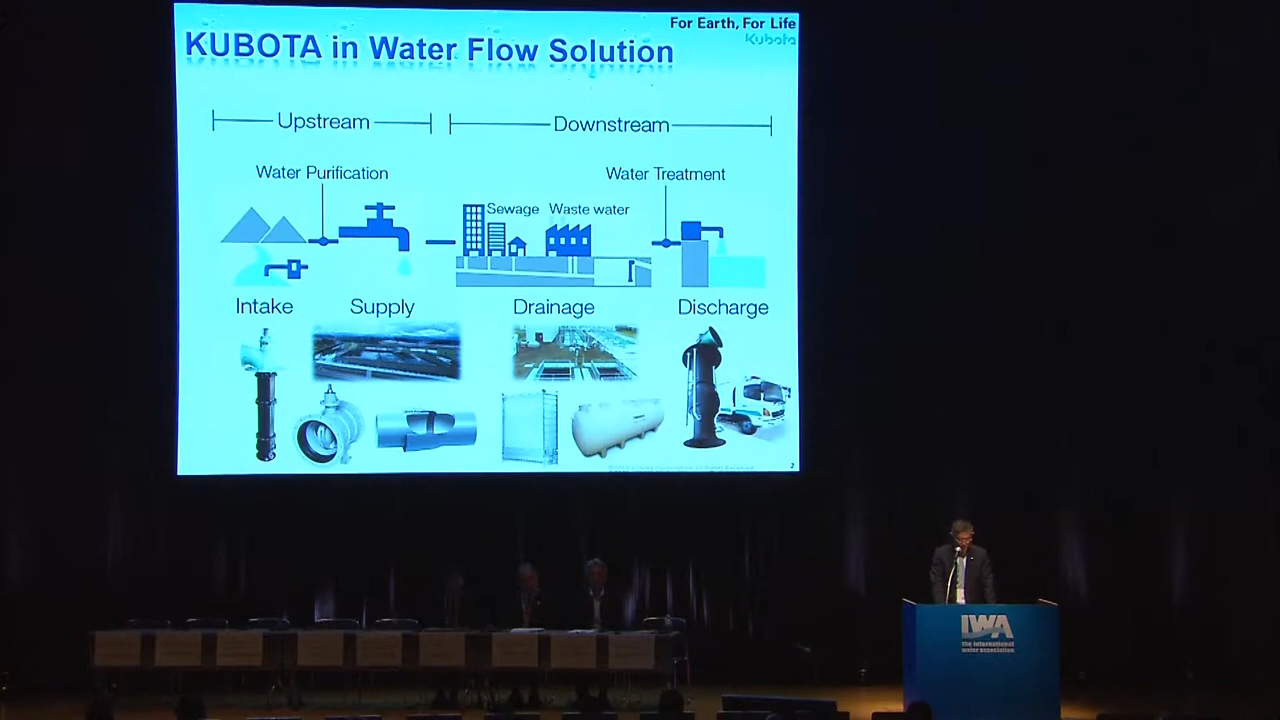 For Earth, For Life
Kubota
KUBOTA in Water Flow Solution
Upstream
Downstream
Water Purification
Water Treatment
Sewage
Waste water
Intake
Supply
Drainage
Discharge
2
IWA
the international
water association